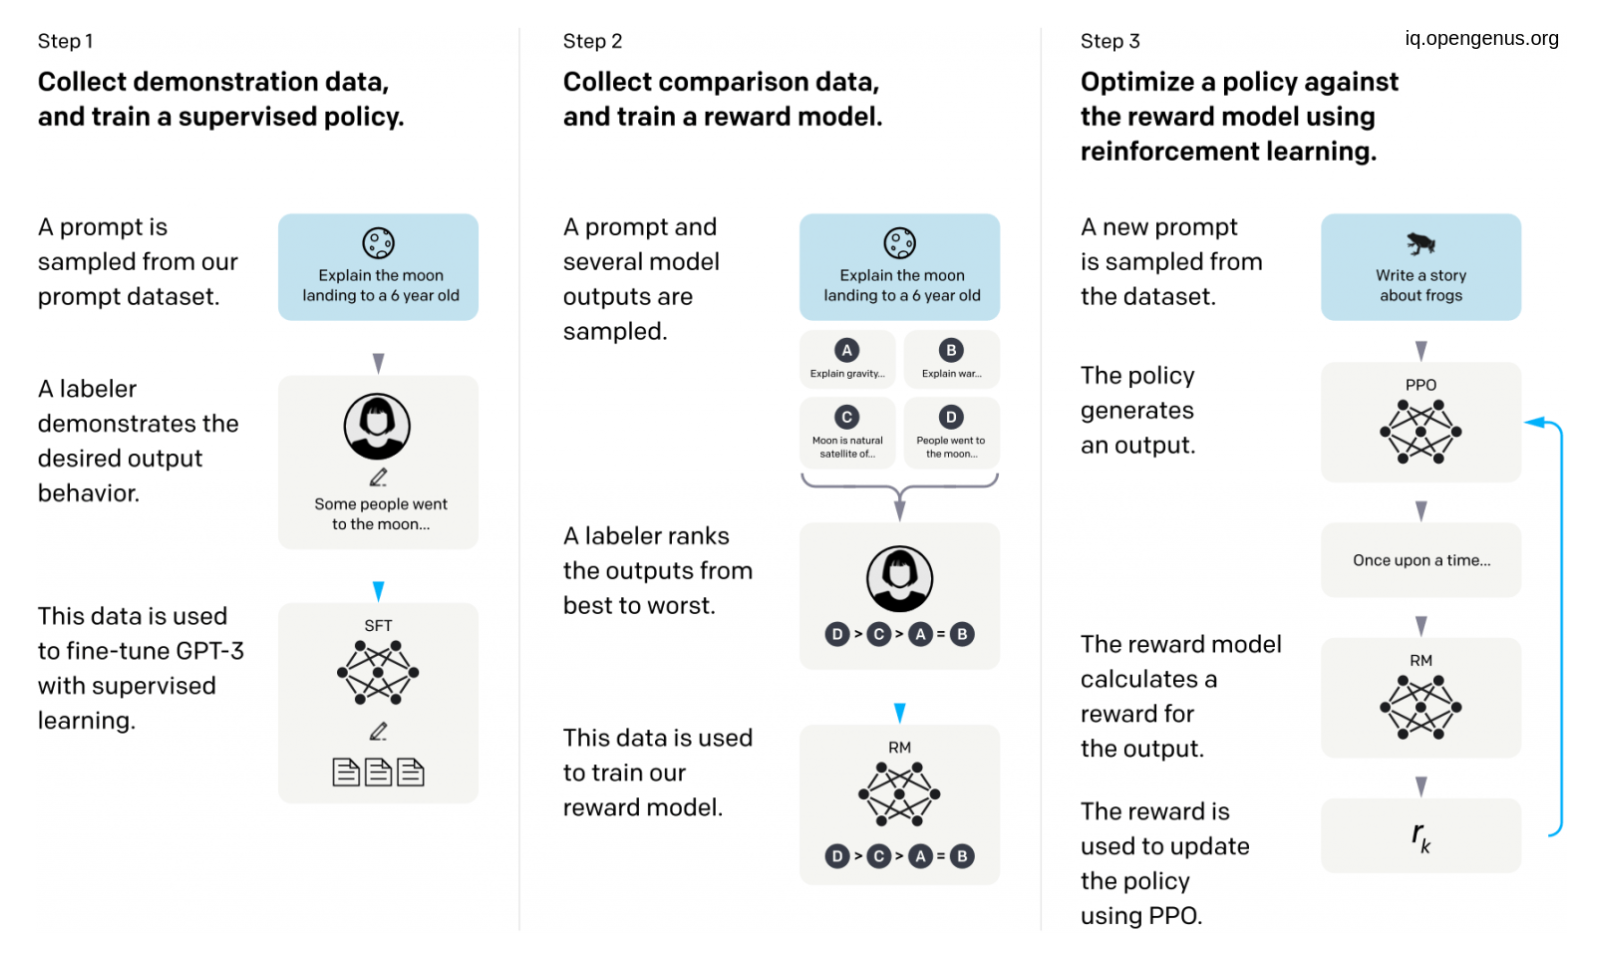 Step 1
Collect demonstration data,
and train a supervised policy.
A prompt is
sampled from our
prompt dataset.
Explain the moon
landing to a 6 year old
A labeler
demonstrates the
desired output
behavior.
Some people went
to the moon...
This data is used
to fine-tune GPT-3
with supervised
learning.
SFT
Step 2
Collect comparison data,
and train a reward model.
A prompt and
several model
outputs are
sampled.
Explain the moon
landing to a 6 year old
A
Explain gravity...
B
Explain war...
C
Moon is natural
satellite of...
D
People went to
the moon...
A labeler ranks
the outputs from
best to worst.
D > C > A = B
This data is used
to train our
reward model.
RM
D > C > A = B
Step 3
iq.opengenus.org
Optimize a policy against
the reward model using
reinforcement learning.
A new prompt
is sampled from
the dataset.
Write a story
about frogs
The policy
generates
an output.
PPO
Once upon a time...
The reward model
calculates a
reward for
the output.
RM
The reward is
used to update
the policy
using PPO.
r_k